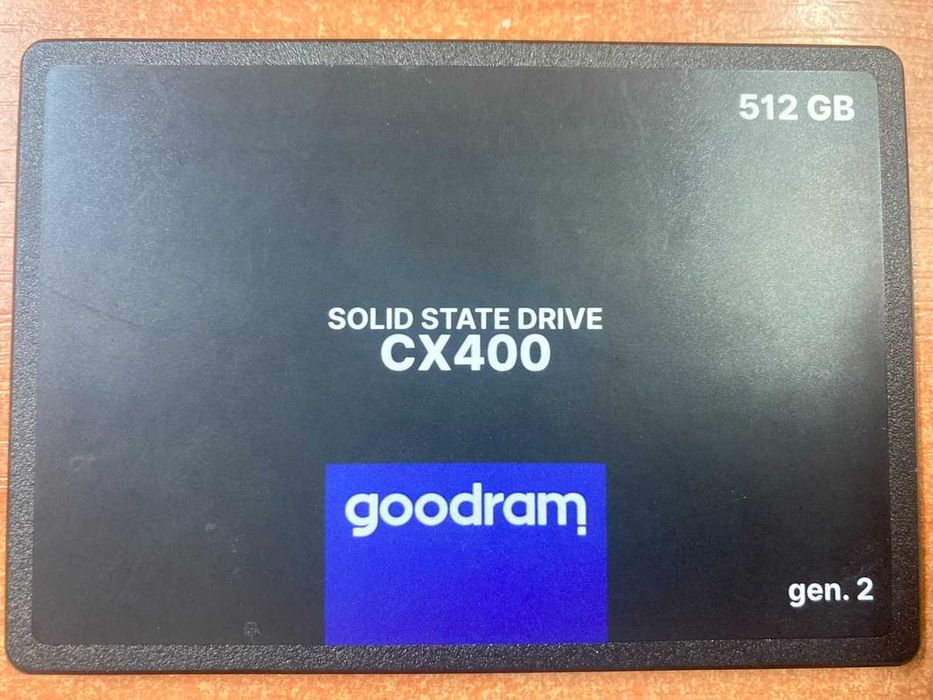 512 GB
SOLID STATE DRIVE
CX400
goodram
gen. 2